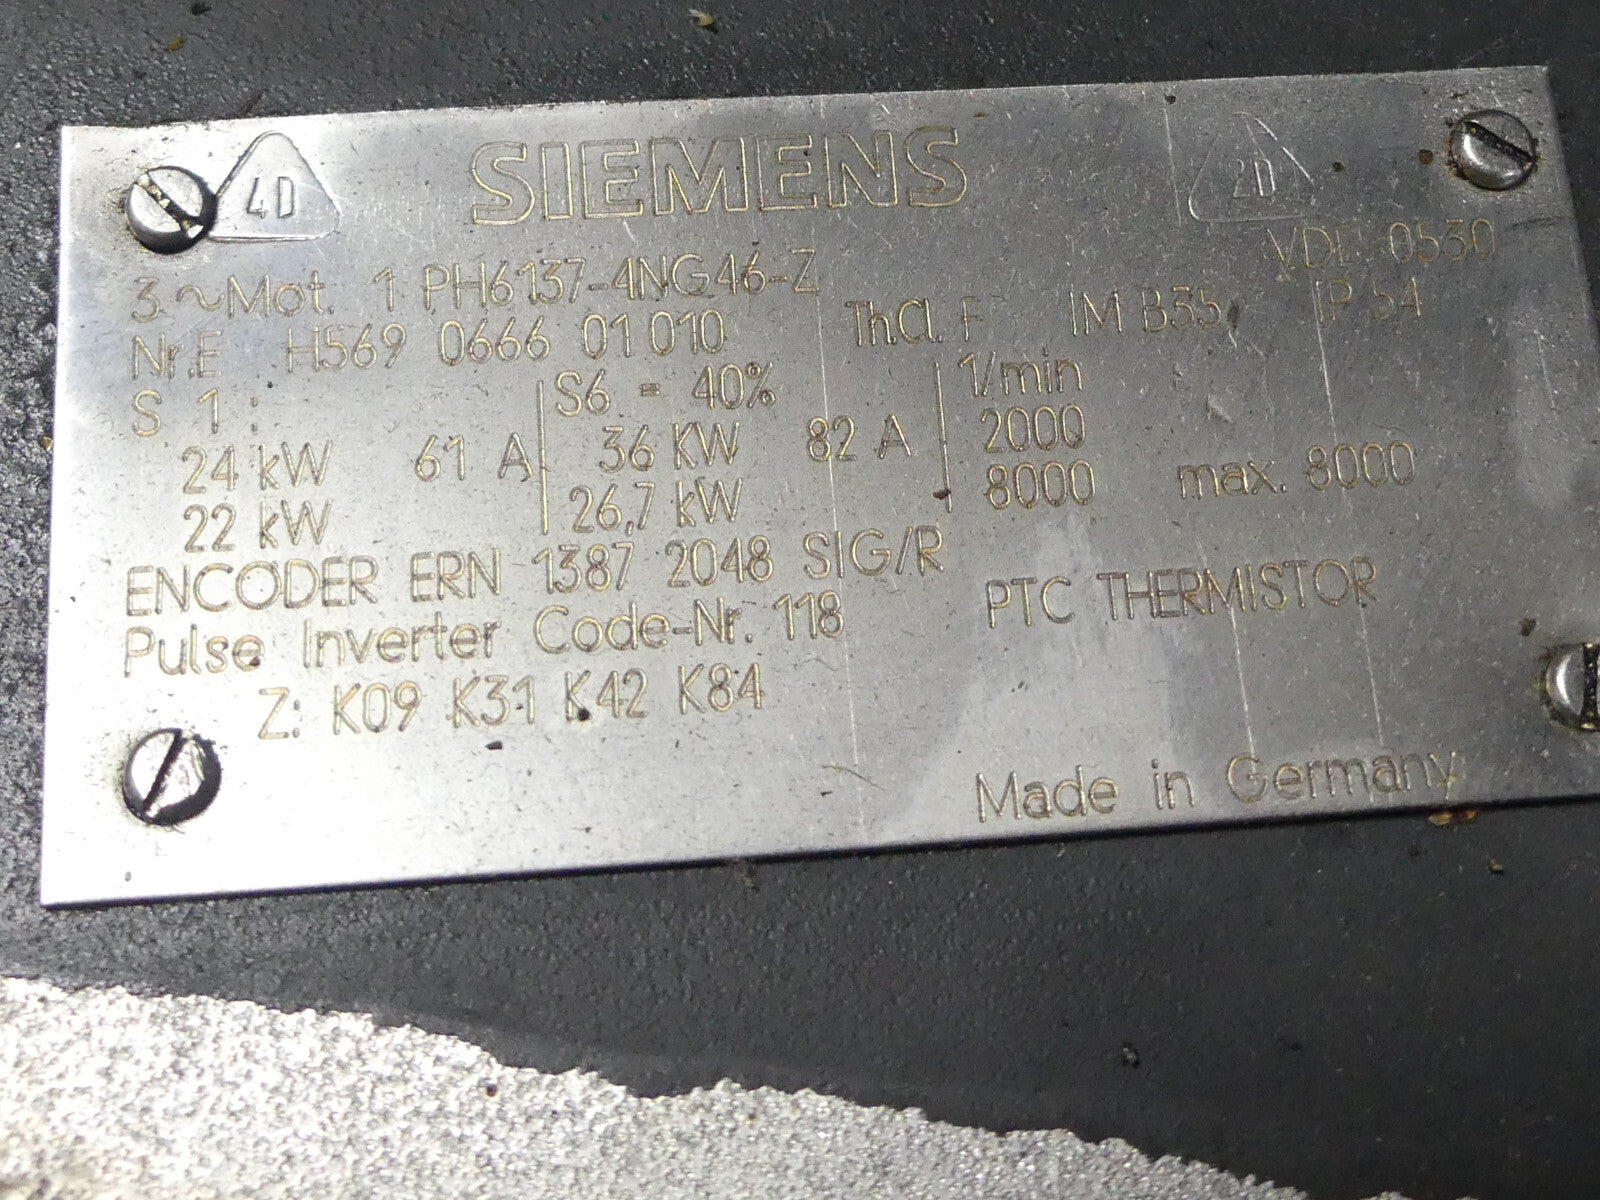 4D SIEMENS 2D
VDE 0530
3 ~Mot. 1 PH6137-4NG46-Z
Nr.E H569 0666 01 010 Th.Cl. F IM B35 IP 54
S 1 : S6 = 40% 1/min
24 kW 61 A 36 KW 82 A 2000
22 kW 26,7 kW 8000 max. 8000
ENCODER ERN 1387 2048 SIG/R PTC THERMISTOR
Pulse Inverter Code-Nr. 118
Z: K09 K31 K42 K84
Made in Germany